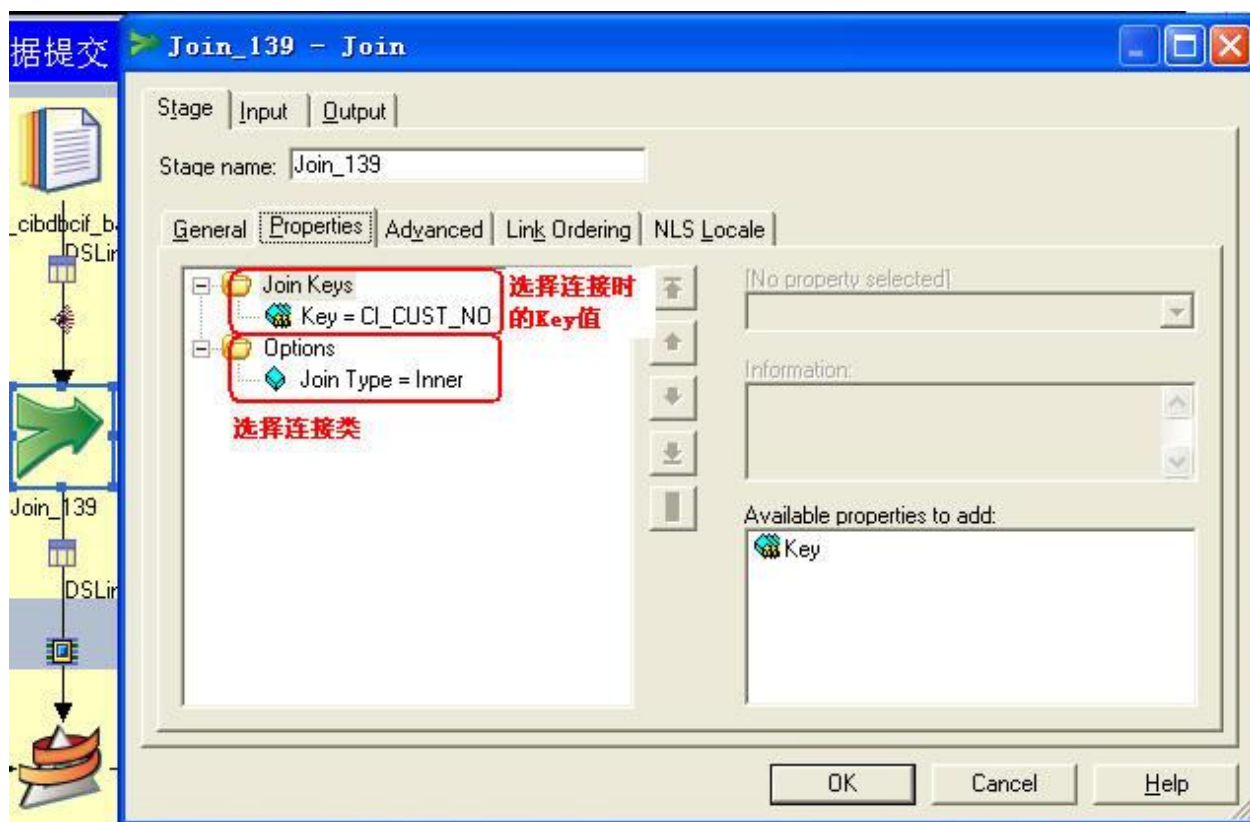 据提交
Join_139 - Join
Stage Input Output
Stage name: Join_139
General Properties Advanced Link Ordering NLS Locale
Join Keys
Key = CI_CUST_NO
选择连接时
的Key值
Options
Join Type = Inner
选择连接类
[No property selected]
Information:
Available properties to add:
Key
OK Cancel Help
_cibdbcif_b
DSLin
Join_139
DSLin